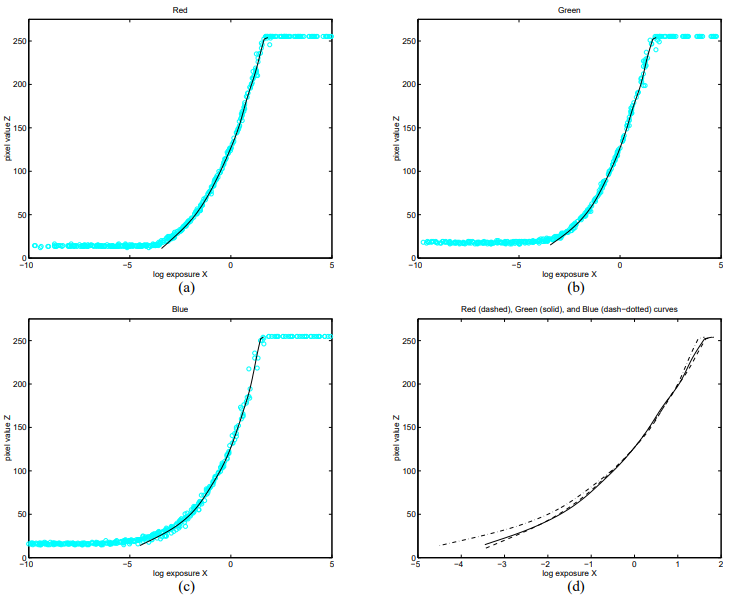 Red
Green
250
200
150
100
50
0
pixel value Z
−10
−5
0
5
log exposure X
(a)
250
200
150
100
50
0
pixel value Z
−10
−5
0
5
log exposure X
(b)
Blue
Red (dashed), Green (solid), and Blue (dash−dotted) curves
250
200
150
100
50
0
pixel value Z
−10
−5
0
5
log exposure X
(c)
250
200
150
100
50
0
pixel value Z
−5
−4
−3
−2
−1
0
1
2
log exposure X
(d)